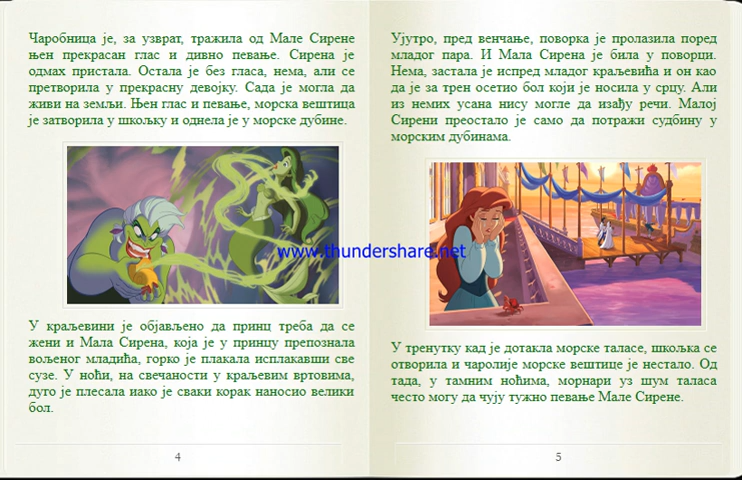 Чаробница је, за узврат, тражила од Мале Сирене
њен прекрасан глас и дивно певање. Сирена је
одмах пристала. Остала је без гласа, нема, али се
претворила у прекрасну девојку. Сада је могла да
живи на земљи. Њен глас и певање, морска вештица
је затворила у шкољку и однела је у морске дубине.
www.thundershare.net
У краљевини је објављено да принц треба да се
жени и Мала Сирена, која је у принцу препознала
вољеног младића, горко је плакала исплакавши све
сузе. У ноћи, на свечаности у краљевим вртовима,
дуго је плесала иако је сваки корак наносио велики
бол.
4
Ујутро, пред венчање, поворка је пролазила поред
младог пара. И Мала Сирена је била у поворци.
Нема, застала је испред младог краљевића и он као
да је за трен осетио бол који је носила у срцу. Али
из немих усана нису могле да изађу речи. Малој
Сирени преостало је само да потражи судбину у
морским дубинама.
У тренутку кад је дотакла морске таласе, шкољка се
отворила и чаролије морске вештице је нестало. Од
тада, у тамним ноћима, морнари уз шум таласа
често могу да чују тужно певање Мале Сирене.
5